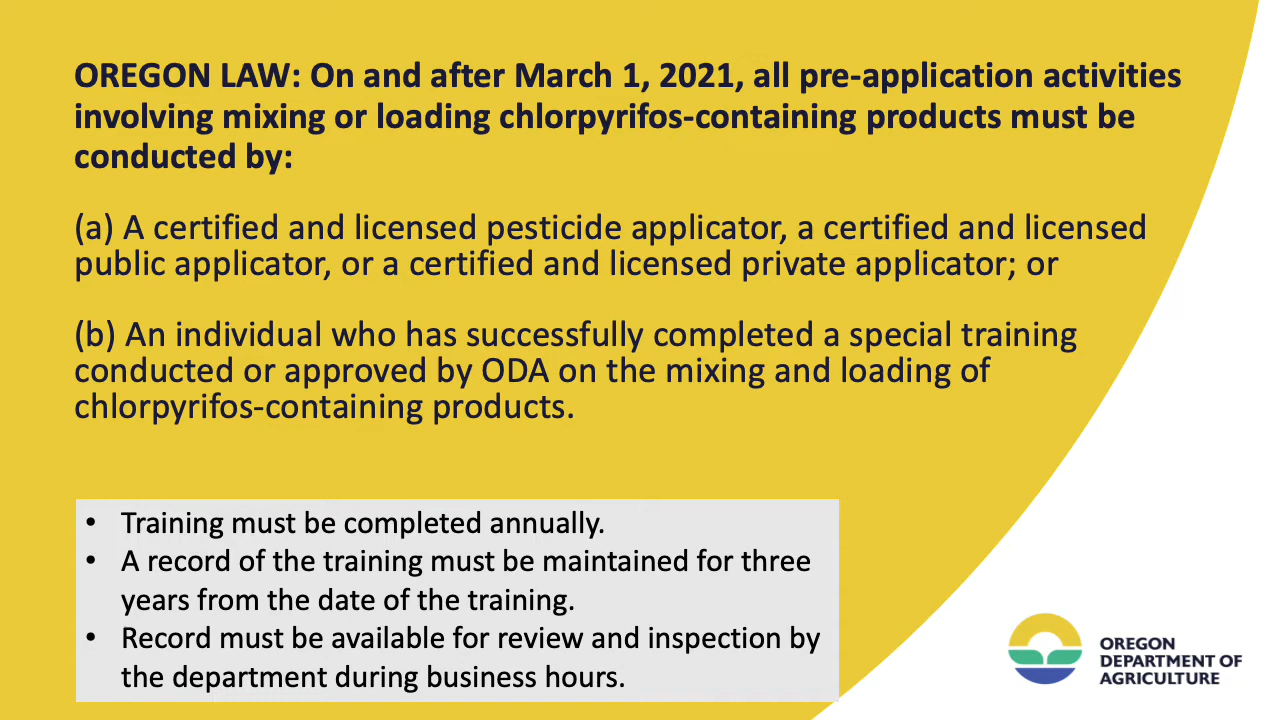 OREGON LAW: On and after March 1, 2021, all pre-application activities
involving mixing or loading chlorpyrifos-containing products must be
conducted by:
(a) A certified and licensed pesticide applicator, a certified and licensed
public applicator, or a certified and licensed private applicator; or
(b) An individual who has successfully completed a special training
conducted or approved by ODA on the mixing and loading of
chlorpyrifos-containing products.
• Training must be completed annually.
• A record of the training must be maintained for three
years from the date of the training.
• Record must be available for review and inspection by
the department during business hours.
OREGON
DEPARTMENT OF
AGRICULTURE